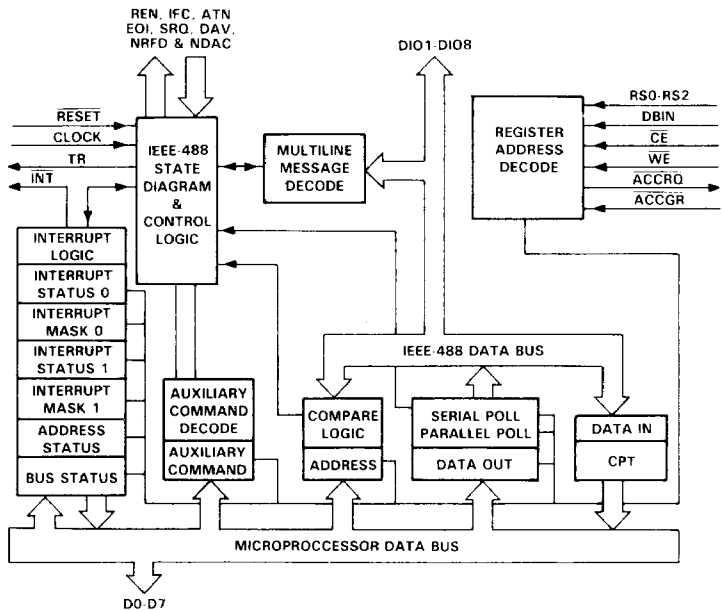 REN, IFC, ATN
EOI, SRQ, DAV,
NRFD & NDAC
DIO1-DIO8
RESET
CLOCK
TR
INT
IEEE-488
STATE
DIAGRAM
&
CONTROL
LOGIC
MULTILINE
MESSAGE
DECODE
REGISTER
ADDRESS
DECODE
RS0-RS2
DBIN
CE
WE
ACCRQ
ACCGR
INTERRUPT
LOGIC
INTERRUPT
STATUS 0
INTERRUPT
MASK 0
INTERRUPT
STATUS 1
INTERRUPT
MASK 1
ADDRESS
STATUS
BUS STATUS
IEEE-488 DATA BUS
AUXILIARY
COMMAND
DECODE
AUXILIARY
COMMAND
COMPARE
LOGIC
ADDRESS
SERIAL POLL
PARALLEL POLL
DATA OUT
DATA IN
CPT
MICROPROCCESSOR DATA BUS
D0-D7